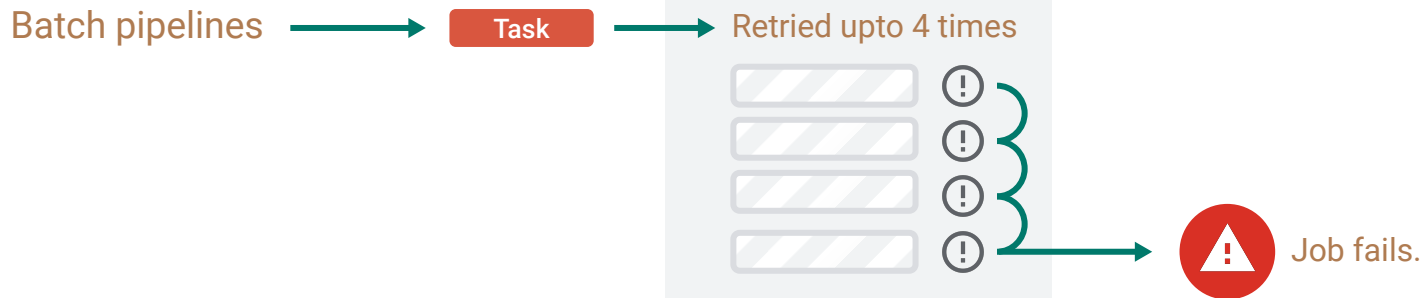 Batch pipelines
Task
Retried upto 4 times
Job fails.